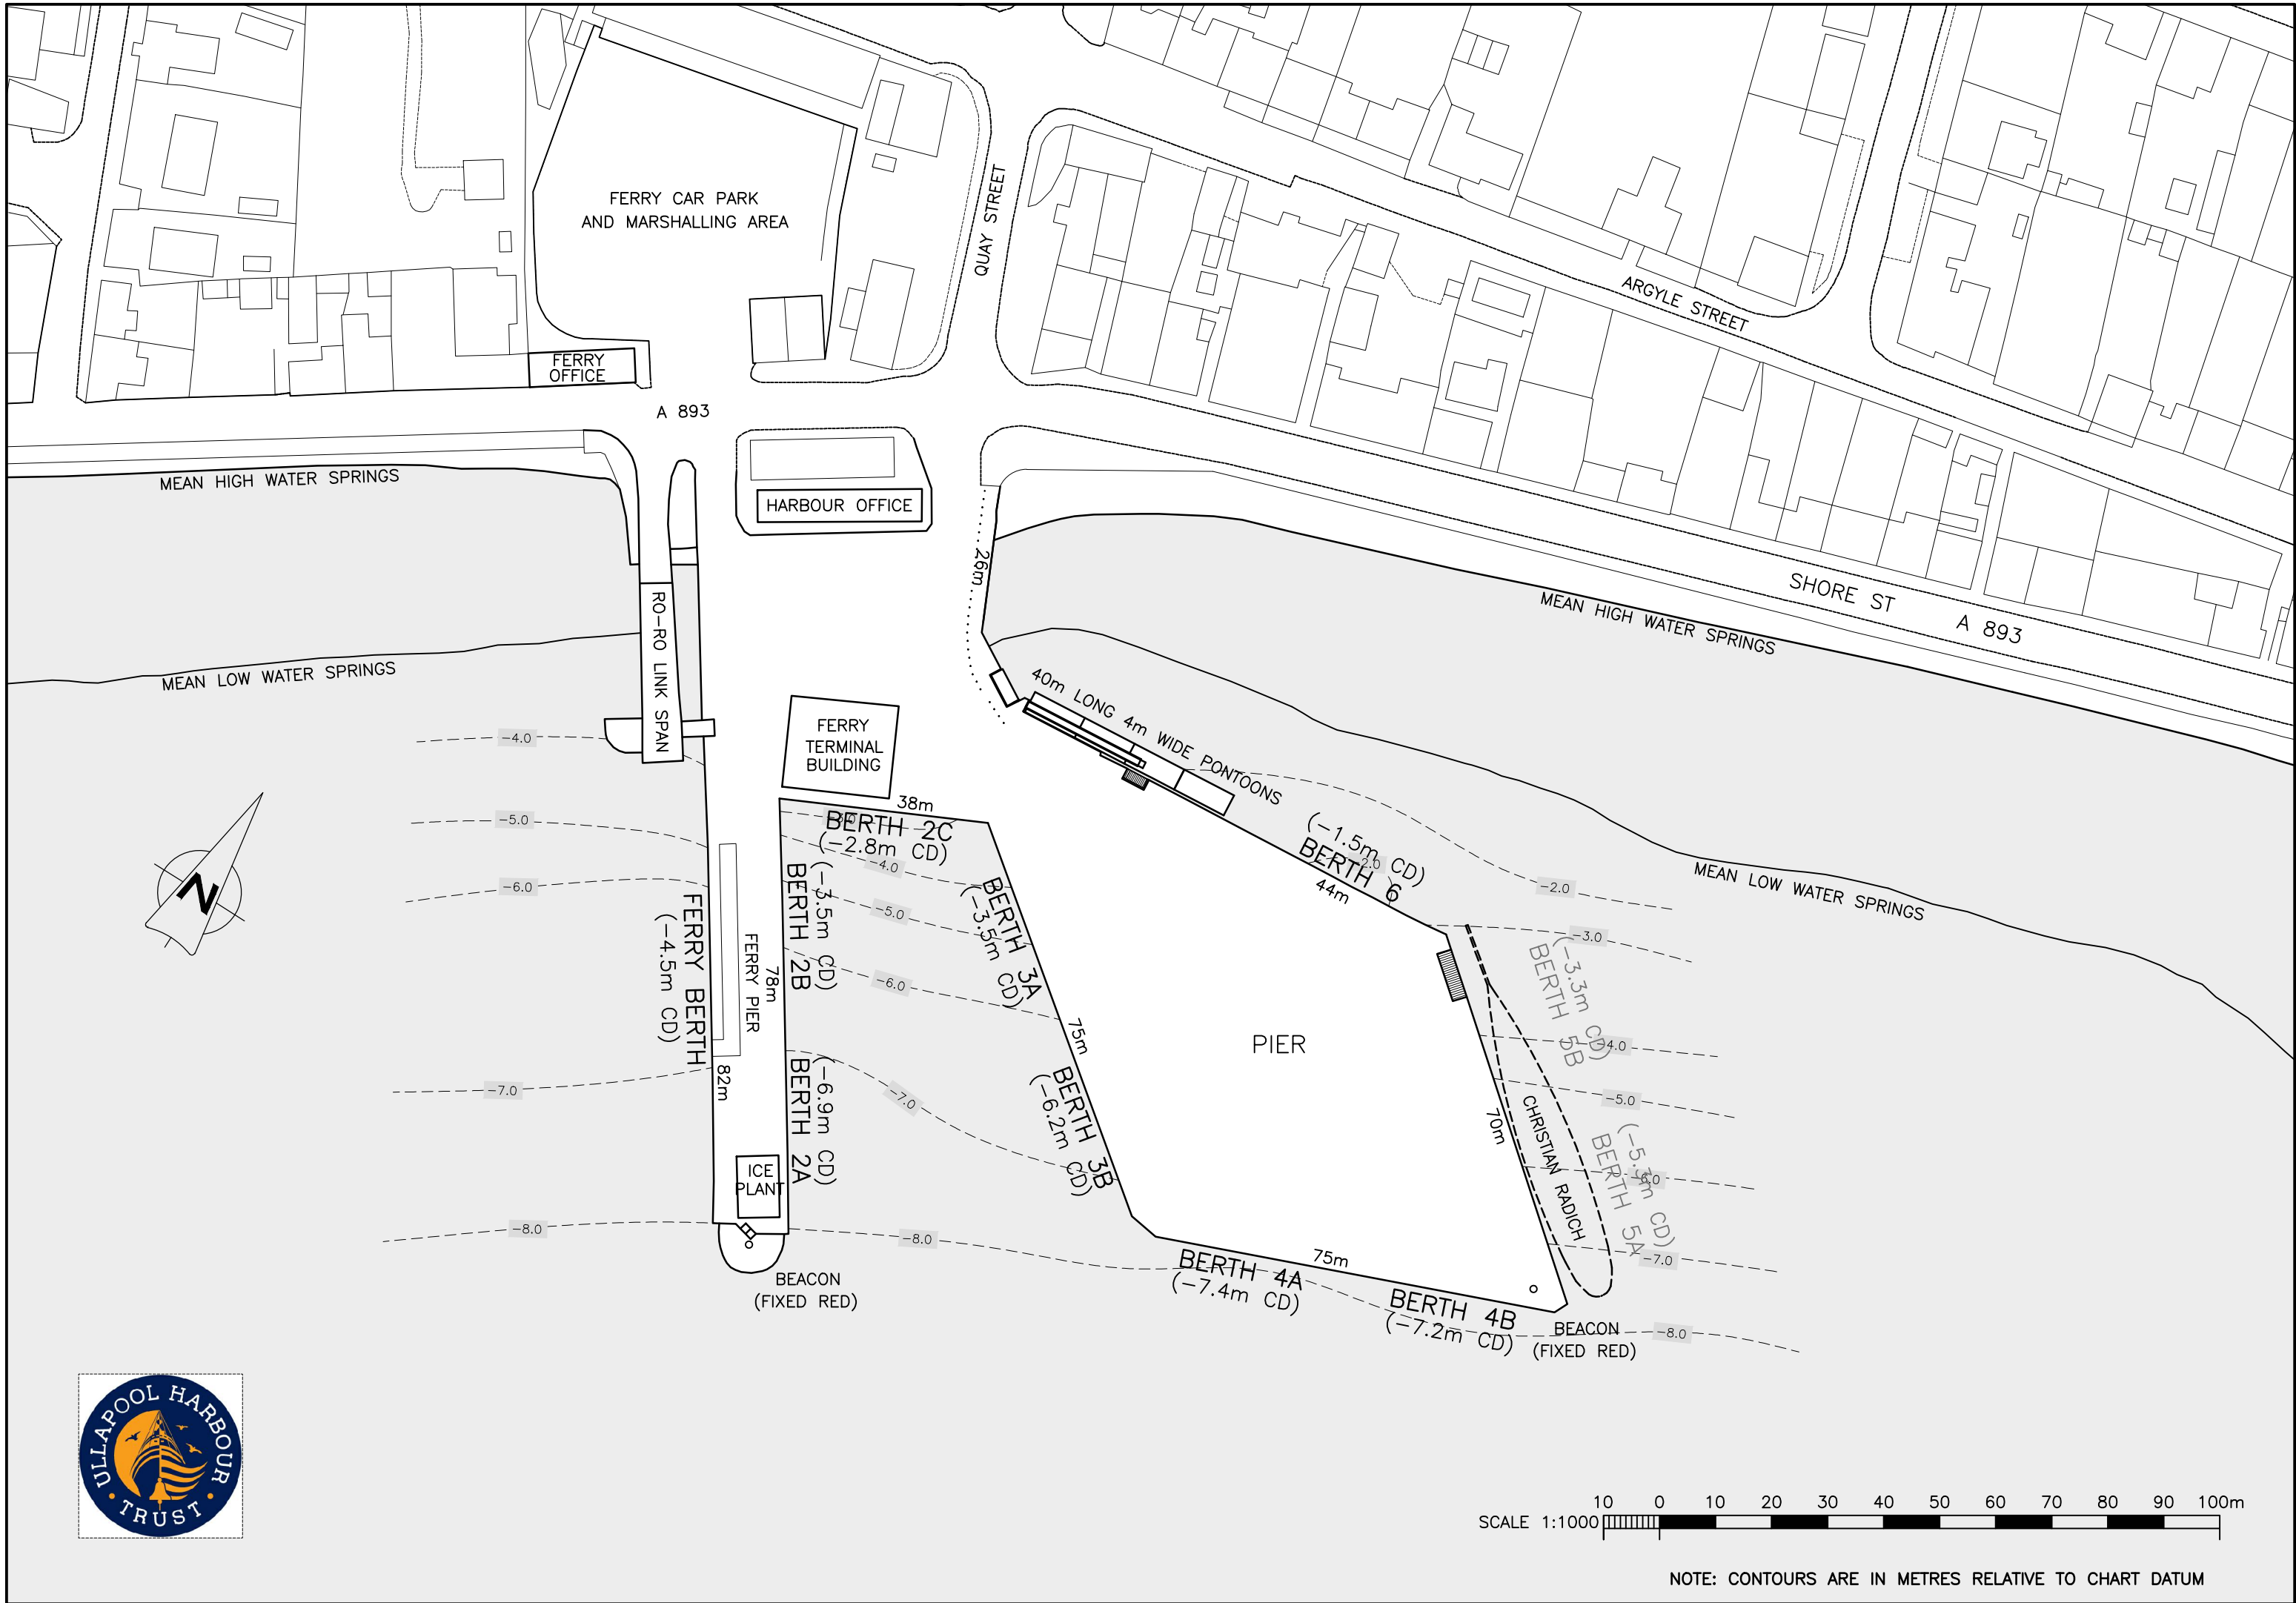 FERRY CAR PARK
AND MARSHALLING AREA
QUAY STREET
ARGYLE STREET
FERRY
OFFICE
A 893
MEAN HIGH WATER SPRINGS
HARBOUR OFFICE
26m
SHORE ST
A 893
MEAN HIGH WATER SPRINGS
RO-RO LINK SPAN
MEAN LOW WATER SPRINGS
40m LONG 4m WIDE PONTOONS
FERRY
TERMINAL
BUILDING
-4.0
38m
-5.0
BERTH 2C
(-2.8m CD)
-4.0
(-1.5m CD)
BERTH 6
-2.0
44m
-2.0
MEAN LOW WATER SPRINGS
-6.0
N
FERRY BERTH
(-4.5m CD)
FERRY PIER
78m
BERTH 2B
(-3.5m CD)
-5.0
-6.0
BERTH 3A
(-3.5m CD)
-3.0
BERTH 5B
(-3.3m CD)
-4.0
PIER
75m
-7.0
82m
BERTH 2A
(-6.9m CD)
-7.0
BERTH 3B
(-6.2m CD)
-5.0
70m
CHRISTIAN RADICH
BERTH 5A
-6.0
ICE
PLANT
-8.0
-8.0
-7.0
BERTH 4A
(-7.4m CD)
75m
BERTH 4B
(-7.2m CD)
BEACON
(FIXED RED)
BEACON
(FIXED RED)
-8.0
ULLAPOOL HARBOUR
TRUST
10 0 10 20 30 40 50 60 70 80 90 100m
SCALE 1:1000
NOTE: CONTOURS ARE IN METRES RELATIVE TO CHART DATUM